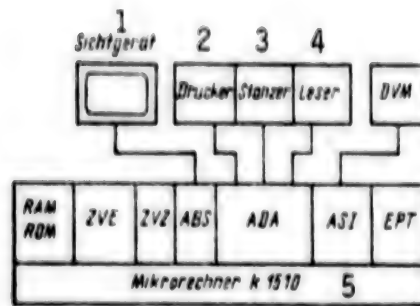 1
Sichtgerät
2 3 4
Drucker Stanzer Leser DVM
RAM
ROM
ZVE ZVZ ABS ADA ASI EPT
Mikrorechner k 1510 5